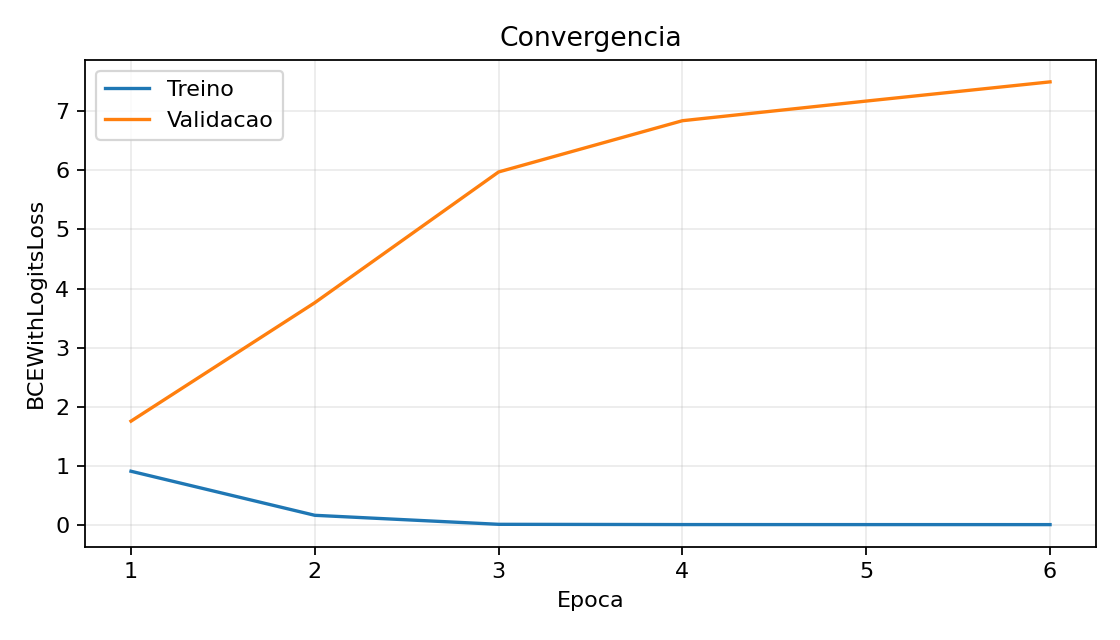 Convergencia
Treino
Validacao
7
6
5
4
3
2
1
0
BCEWithLogitsLoss
1 2 3 4 5 6
Epoca